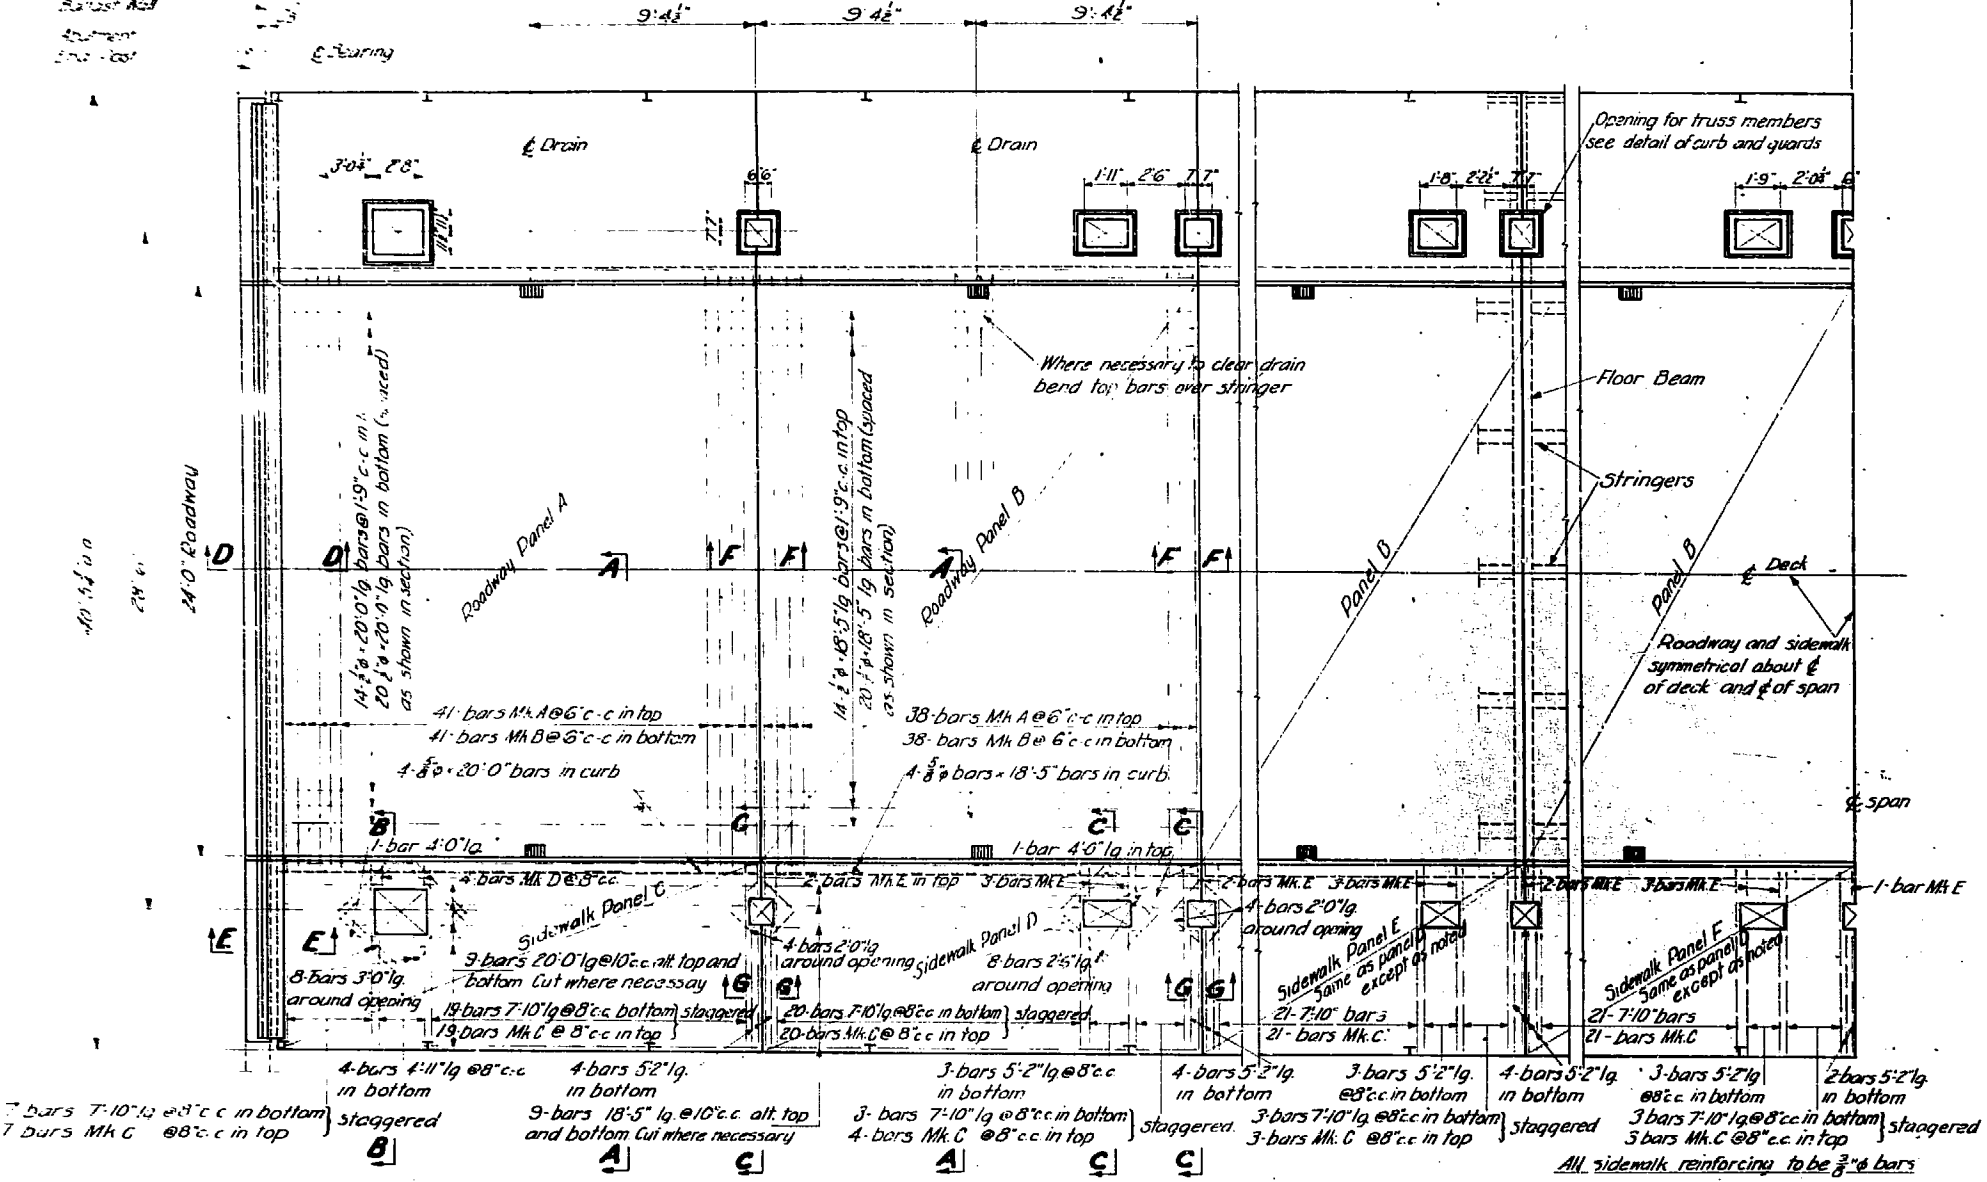 Ballast Wall
Abutment
End Post
℄ Bearing
9'-4½"
9'-4½"
9'-4½"
℄ Drain
℄ Drain
Opening for truss members
see detail of curb and guards
3'-0¾" 2'8"
6"6"
1'-11" 2'6" 7"7"
1'-8" 2'-2½" 7"7"
1'-9" 2'-0¾" 6"
11½" 11½"
7"7"
Where necessary to clear drain
bend top bars over stringer
Floor Beam
Stringers
14-½"φ × 20'-0" lg. bars @ 1'-9" c-c in
20 ½"φ × 20'-0" lg. bars in bottom (spaced
as shown in section)
14-½"φ × 18'-5" lg bars @ 1'-9" c-c in top
20 ½"φ × 18'-5" lg bars in bottom (spaced
as shown in section)
Roadway Panel A
Roadway Panel B
Panel B
Panel B
24'-0" Roadway
28'
D D A F F A F F
℄ Deck
Roadway and sidewalk
symmetrical about ℄
of deck and ℄ of span
41-bars Mk A @ 6" c-c in top
41-bars Mk B @ 6" c-c in bottom
4-⅝"φ × 20'-0" bars in curb
38-bars Mk A @ 6" c-c in top
38-bars Mk B @ 6" c-c in bottom
4-⅝"φ bars × 18'-5" bars in curb
℄ span
B C C C
1-bar 4'-0" lg.
1-bar 4'-0" lg in top
4-bars Mk D @ 8" c.c.
2-bars Mk.E in top
3-bars Mk.E
2-bars Mk.E
3-bars Mk E
2-bars Mk E
3-bars Mk.E
1-bar Mk E
Sidewalk Panel C
Sidewalk Panel D
Sidewalk Panel E
Same as panel D
except as noted
Sidewalk Panel F
Same as panel D
except as noted
4-bars 2'0" lg.
around opening
4-bars 2'0" lg
around opening
E E
8-bars 3'-0" lg.
around opening
9-bars 20'-0" lg @ 10" c.c. alt. top and
bottom Cut where necessay
8-bars 2'-6" lg.
around opening
G G G G
19-bars 7'-10" lg @ 8" c.c. bottom
19-bars Mk C @ 8" c.c in top
staggered
20-bars 7'-10" lg. @ 8" cc in bottom
20-bars Mk.C @ 8" c.c in top
staggered
21-7'-10" bars
21-bars Mk.C
21-7'-10" bars
21-bars Mk.C
4-bars 4'-11" lg @ 8" c.-c
in bottom
4-bars 5'2" lg.
in bottom
3-bars 5'-2" lg @ 8" c.c
in bottom
4-bars 5'-2" lg.
in bottom
3-bars 5'-2" lg.
@ 8" c.c in bottom
4-bars 5'-2" lg.
in bottom
3-bars 5'-2" lg
@ 8" c.c. in bottom
2-bars 5'-2" lg.
in bottom
7 bars 7'-10" lg @ 8" c c in bottom
7 bars Mk C @ 8" c.c in top
staggered
9-bars 18'-5" lg. @ 10" c.c. alt. top
and bottom Cut where necessary
3-bars 7'-10" lg @ 8" c.c. in bottom
4-bars Mk.C @ 8" c.c. in top
staggered.
3-bars 7'-10" lg. @ 8" c.c. in bottom
3-bars Mk.C @ 8" c.c in top
staggered
3 bars 7'-10" lg. @ 8" c.c. in bottom
3 bars Mk.C @ 8" c.c. in top
staggered
B A C A C C
All sidewalk reinforcing to be ⅜"φ bars